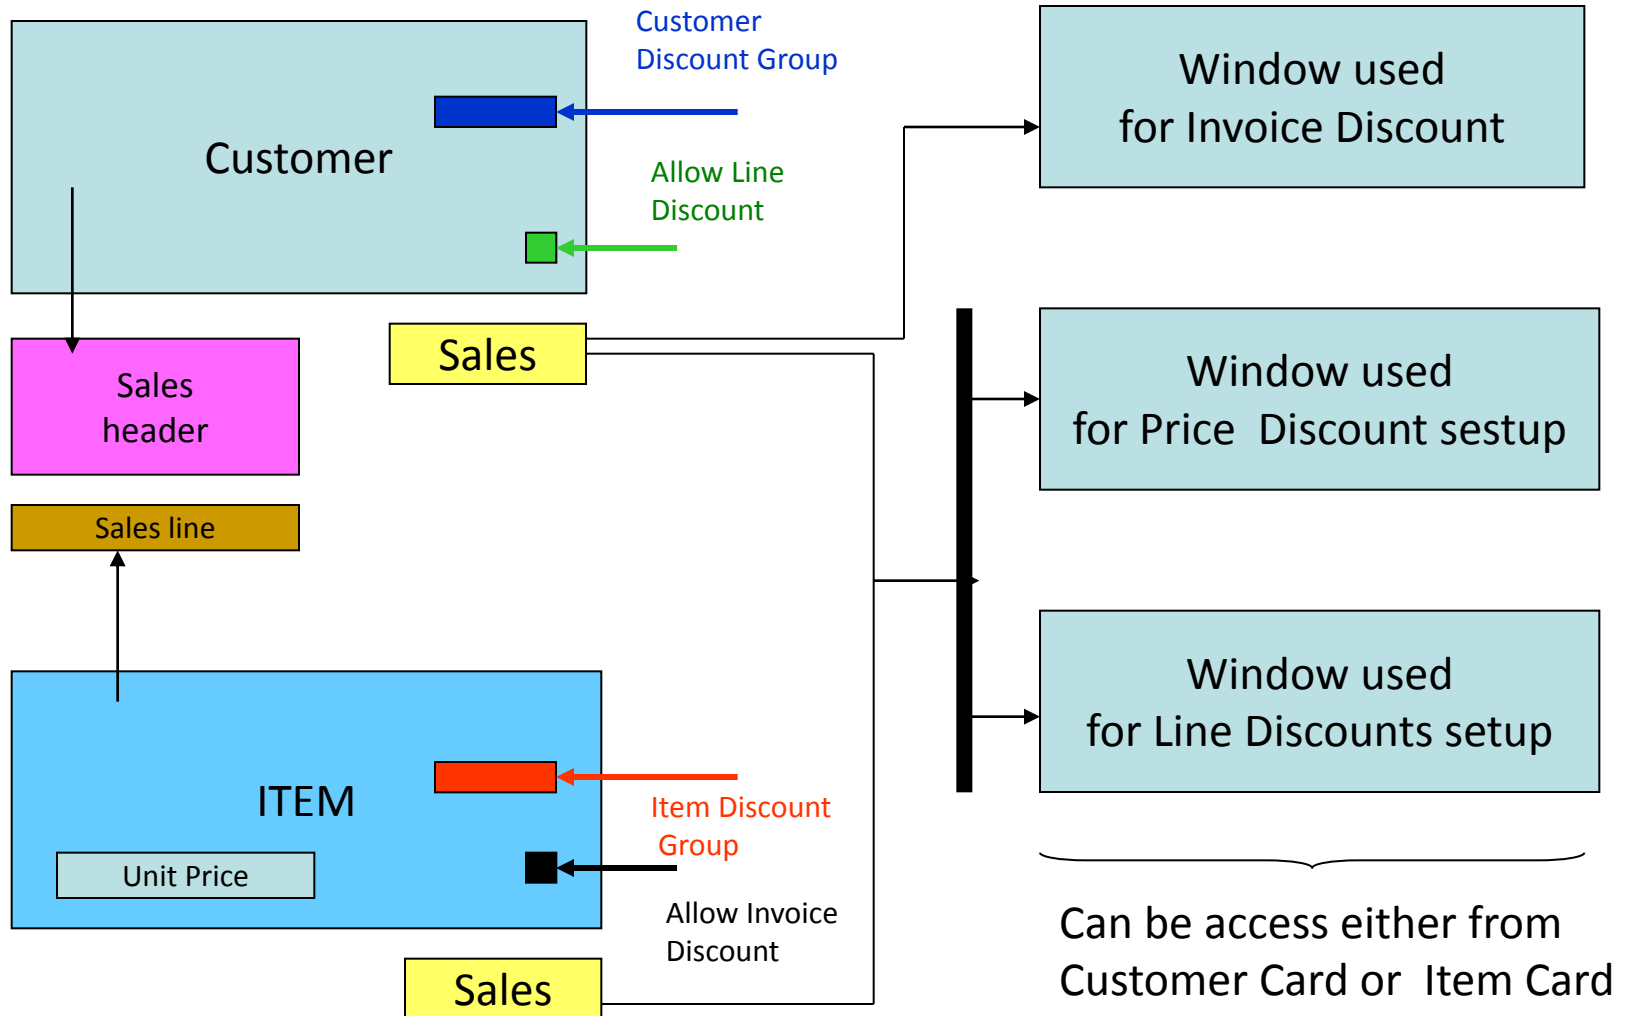 Customer
Discount Group
Customer
Allow Line
Discount
Sales
Sales
header
Sales line
ITEM
Unit Price
Item Discount
Group
Allow Invoice
Discount
Sales
Window used
for Invoice Discount
Window used
for Price  Discount sestup
Window used
for Line Discounts setup
Can be access either from
Customer Card or  Item Card